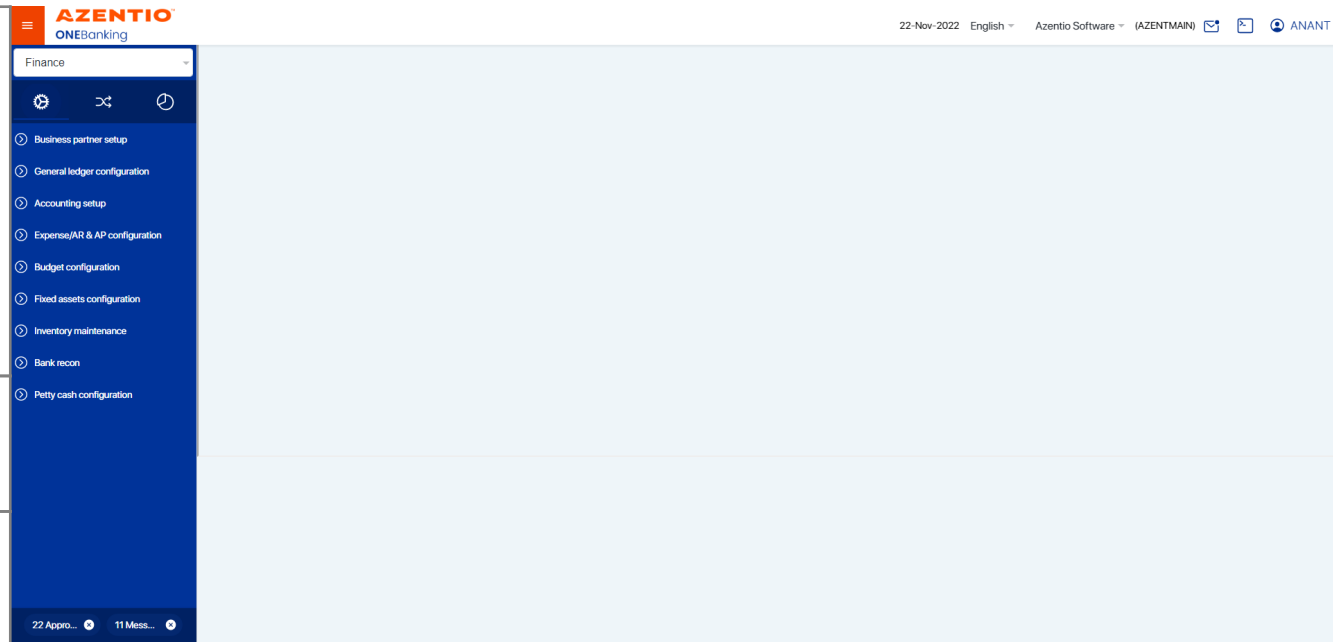 AZENTIO™
ONEBanking
22-Nov-2022 English Azentio Software (AZENTMAIN) ANANT
Finance
Business partner setup
General ledger configuration
Accounting setup
Expense/AR & AP configuration
Budget configuration
Fixed assets configuration
Inventory maintenance
Bank recon
Petty cash configuration
22 Appro... 11 Mess...